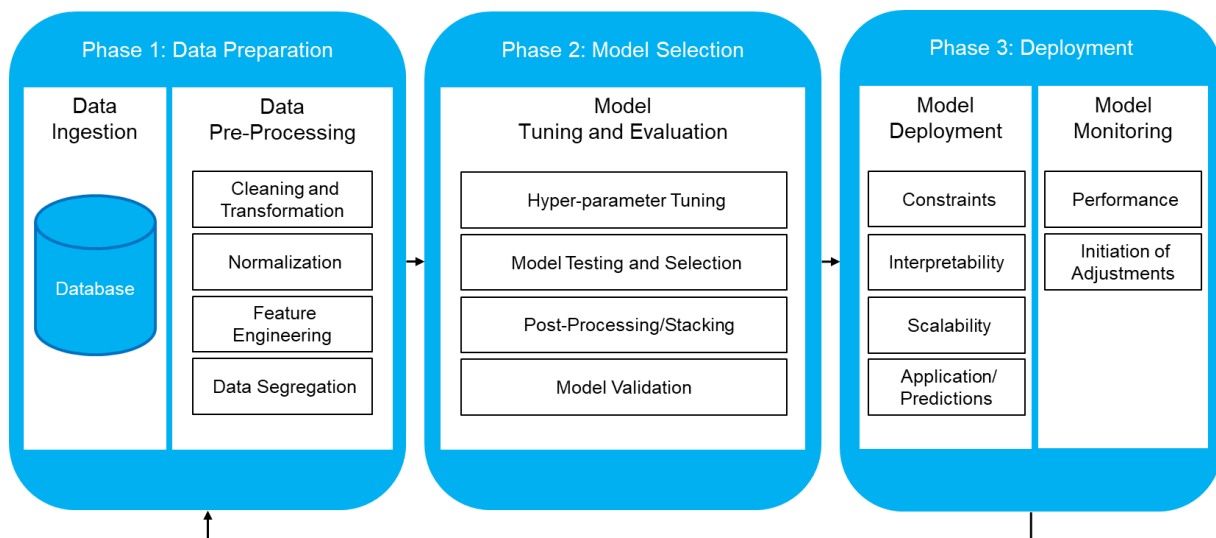 Phase 1: Data Preparation
Data
Ingestion
Database
Data
Pre-Processing
Cleaning and
Transformation
Normalization
Feature
Engineering
Data Segregation
Phase 2: Model Selection
Model
Tuning and Evaluation
Hyper-parameter Tuning
Model Testing and Selection
Post-Processing/Stacking
Model Validation
Phase 3: Deployment
Model
Deployment
Constraints
Interpretability
Scalability
Application/
Predictions
Model
Monitoring
Performance
Initiation of
Adjustments